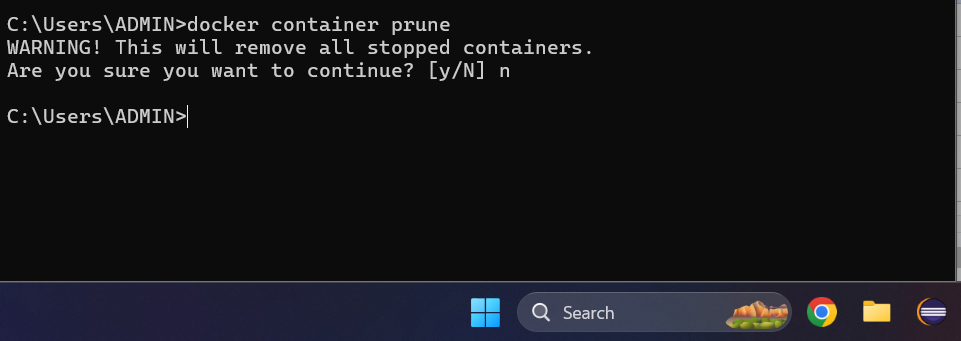 C:\Users\ADMIN>docker container prune
WARNING! This will remove all stopped containers.
Are you sure you want to continue? [y/N] n
C:\Users\ADMIN>
Search